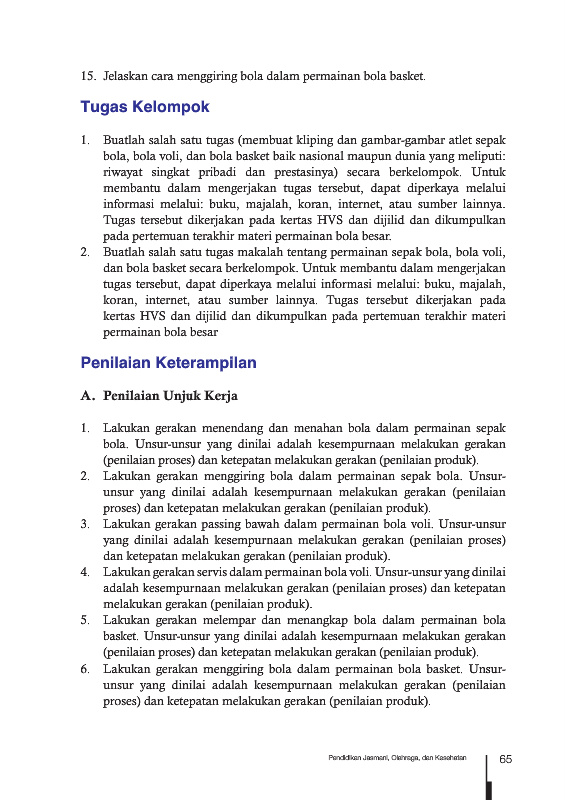 15. Jelaskan cara menggiring bola dalam permainan bola basket.
Tugas Kelompok
1. Buatlah salah satu tugas (membuat kliping dan gambar-gambar atlet sepak
bola, bola voli, dan bola basket baik nasional maupun dunia yang meliputi:
riwayat singkat pribadi dan prestasinya) secara berkelompok. Untuk
membantu dalam mengerjakan tugas tersebut, dapat diperkaya melalui
informasi melalui: buku, majalah, koran, internet, atau sumber lainnya.
Tugas tersebut dikerjakan pada kertas HVS dan dijilid dan dikumpulkan
pada pertemuan terakhir materi permainan bola besar.
2. Buatlah salah satu tugas makalah tentang permainan sepak bola, bola voli,
dan bola basket secara berkelompok. Untuk membantu dalam mengerjakan
tugas tersebut, dapat diperkaya melalui informasi melalui: buku, majalah,
koran, internet, atau sumber lainnya. Tugas tersebut dikerjakan pada
kertas HVS dan dijilid dan dikumpulkan pada pertemuan terakhir materi
permainan bola besar
Penilaian Keterampilan
A. Penilaian Unjuk Kerja
1. Lakukan gerakan menendang dan menahan bola dalam permainan sepak
bola. Unsur-unsur yang dinilai adalah kesempurnaan melakukan gerakan
(penilaian proses) dan ketepatan melakukan gerakan (penilaian produk).
2. Lakukan gerakan menggiring bola dalam permainan sepak bola. Unsur-
unsur yang dinilai adalah kesempurnaan melakukan gerakan (penilaian
proses) dan ketepatan melakukan gerakan (penilaian produk).
3. Lakukan gerakan passing bawah dalam permainan bola voli. Unsur-unsur
yang dinilai adalah kesempurnaan melakukan gerakan (penilaian proses)
dan ketepatan melakukan gerakan (penilaian produk).
4. Lakukan gerakan servis dalam permainan bola voli. Unsur-unsur yang dinilai
adalah kesempurnaan melakukan gerakan (penilaian proses) dan ketepatan
melakukan gerakan (penilaian produk).
5. Lakukan gerakan melempar dan menangkap bola dalam permainan bola
basket. Unsur-unsur yang dinilai adalah kesempurnaan melakukan gerakan
(penilaian proses) dan ketepatan melakukan gerakan (penilaian produk).
6. Lakukan gerakan menggiring bola dalam permainan bola basket. Unsur-
unsur yang dinilai adalah kesempurnaan melakukan gerakan (penilaian
proses) dan ketepatan melakukan gerakan (penilaian produk).
Pendidikan Jasmani, Olahraga, dan Kesehatan 65